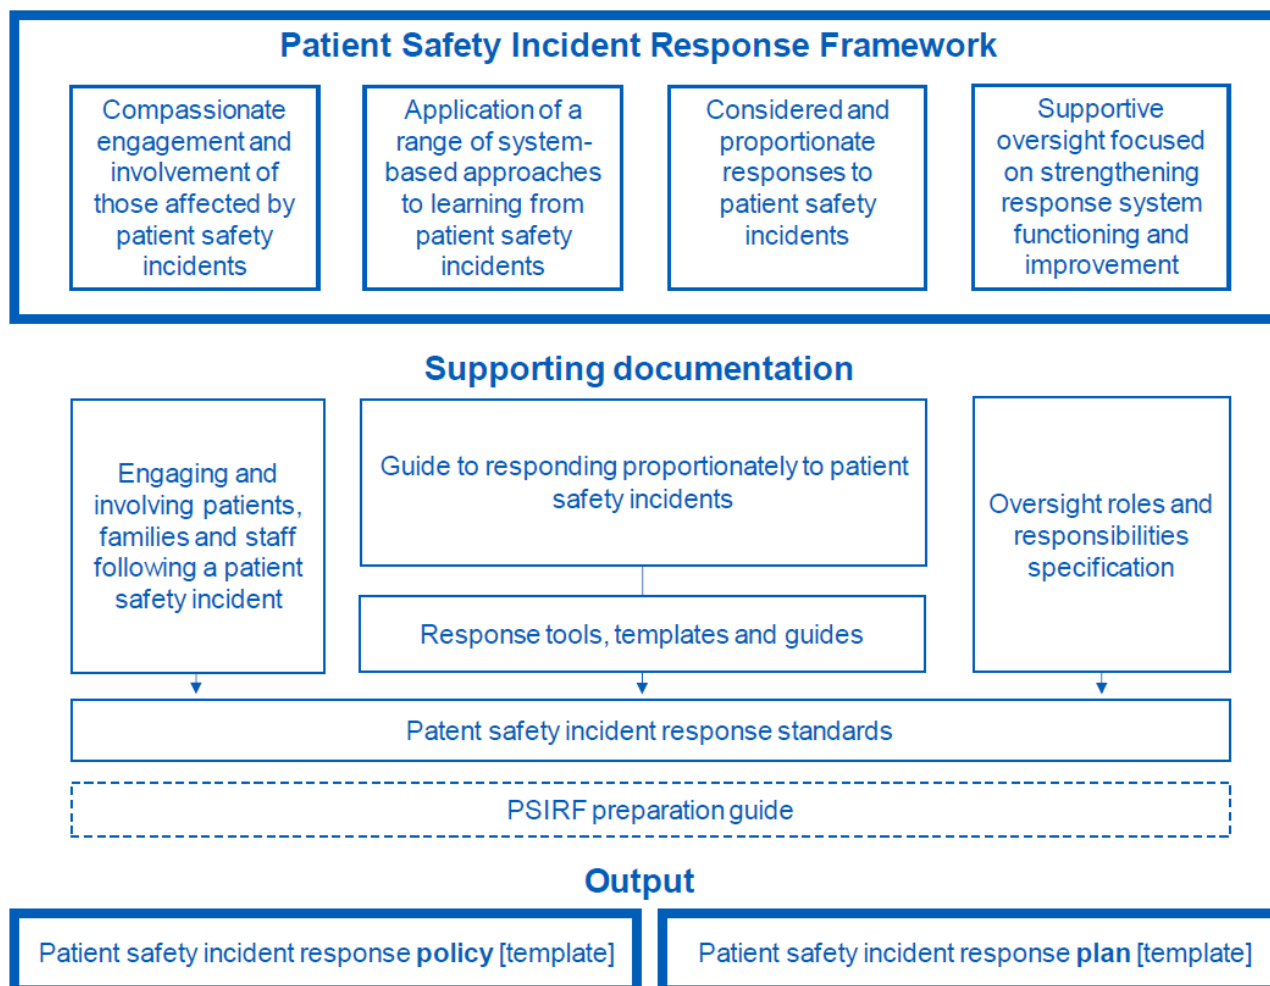 Patient Safety Incident Response Framework
Compassionate
engagement and
involvement of
those affected by
patient safety
incidents
Application of a
range of system-
based approaches
to learning from
patient safety
incidents
Considered and
proportionate
responses to
patient safety
incidents
Supportive
oversight focused
on strengthening
response system
functioning and
improvement
Supporting documentation
Engaging and
involving patients,
families and staff
following a patient
safety incident
Guide to responding proportionately to patient
safety incidents
Response tools, templates and guides
Oversight roles and
responsibilities
specification
Patent safety incident response standards
PSIRF preparation guide
Output
Patient safety incident response policy [template]
Patient safety incident response plan [template]